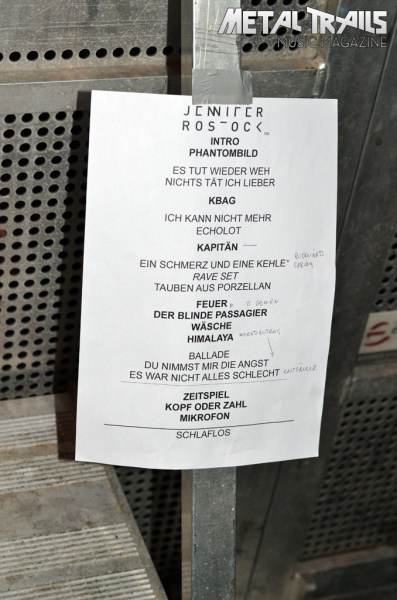 METAL TRAILS
MUSIC MAGAZINE
JENNIFER
ROSTOCK
INTRO
PHANTOMBILD
ES TUT WIEDER WEH
NICHTS TÄT ICH LIEBER
KBAG
ICH KANN NICHT MEHR
ECHOLOT
KAPITÄN
EIN SCHMERZ UND EINE KEHLE*
RAVE SET
TAUBEN AUS PORZELLAN
FEUER
DER BLINDE PASSAGIER
WÄSCHE
HIMALAYA
BALLADE
DU NIMMST MIR DIE ANGST
ES WAR NICHT ALLES SCHLECHT
ZEITSPIEL
KOPF ODER ZAHL
MIKROFON
SCHLAFLOS